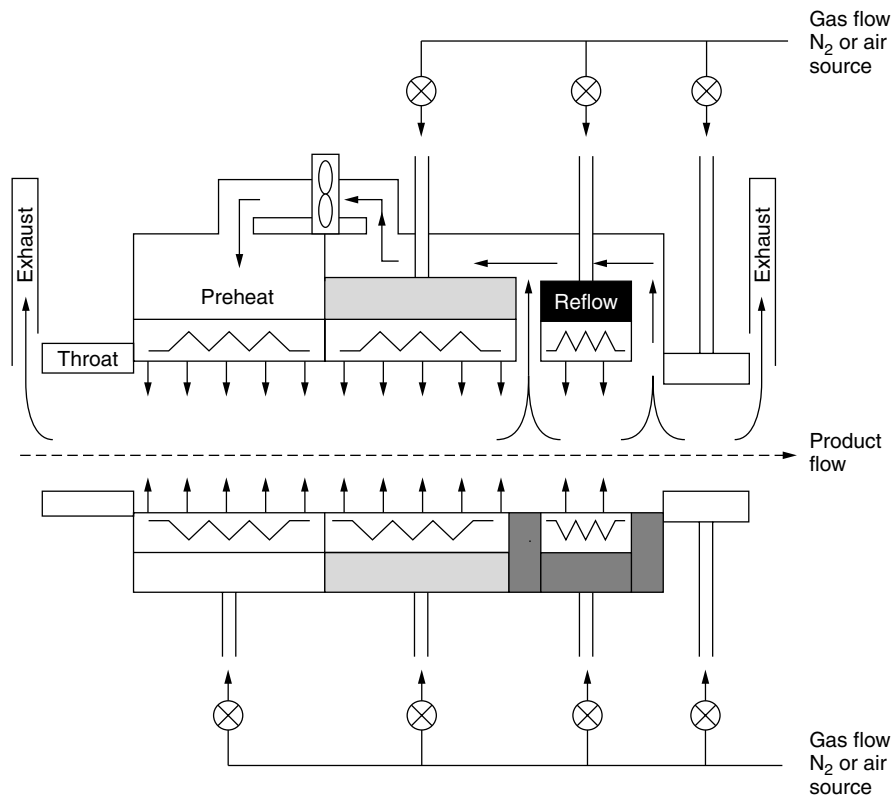 Gas flow
N₂ or air
source
Exhaust
Exhaust
Preheat
Reflow
Throat
Product
flow
Gas flow
N₂ or air
source